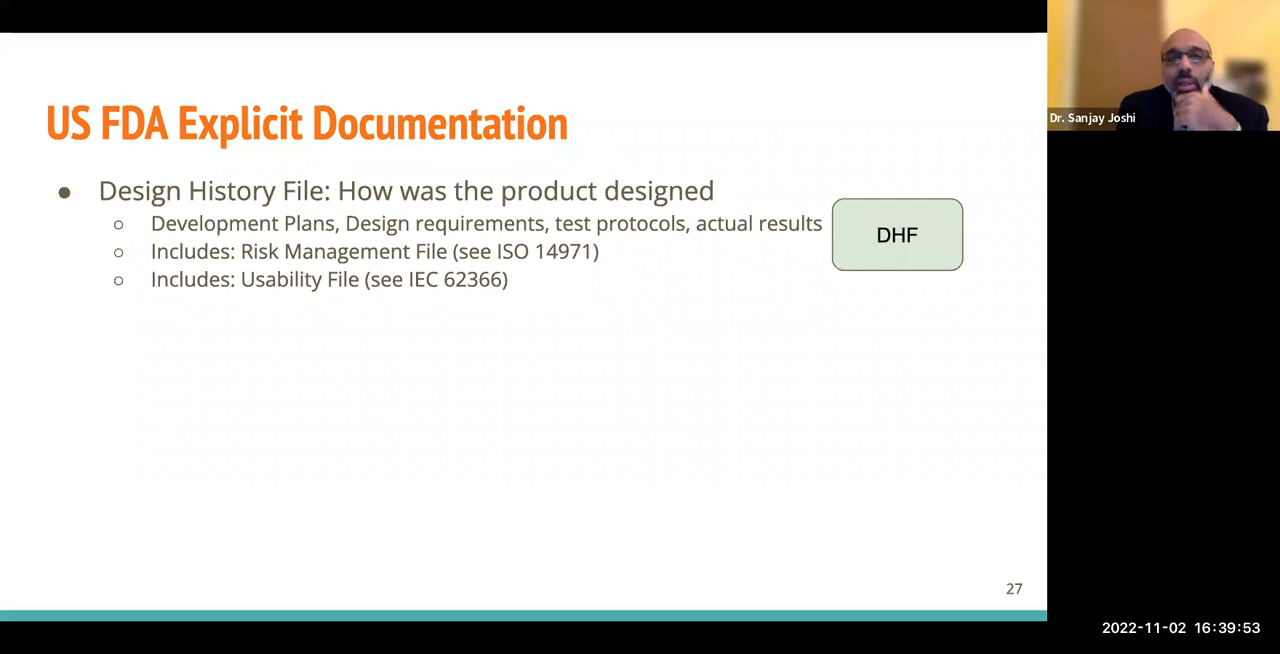 US FDA Explicit Documentation
Dr. Sanjay Joshi
● Design History File: How was the product designed
○ Development Plans, Design requirements, test protocols, actual results
DHF
○ Includes: Risk Management File (see ISO 14971)
○ Includes: Usability File (see IEC 62366)
27
2022-11-02 16:39:53